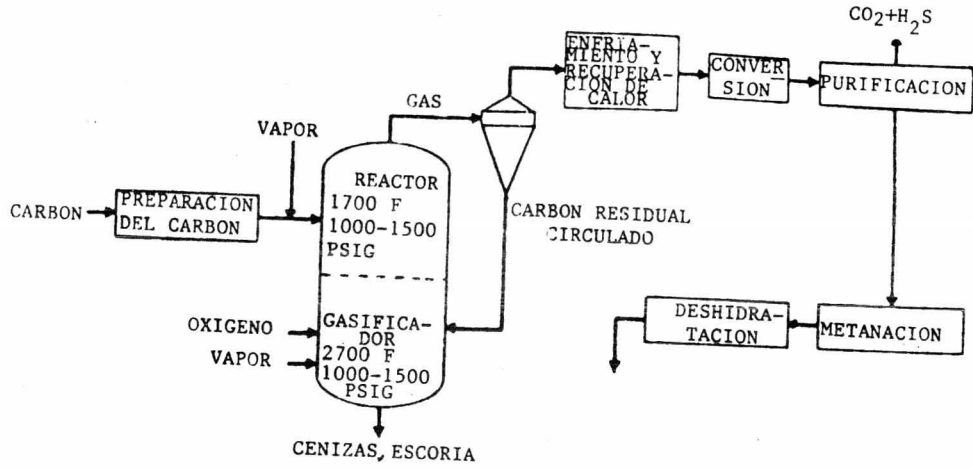 CO2+H2S
ENFRIA-
MIENTO Y
RECUPERA-
CION DE
CALOR
CONVER-
SION
PURIFICACION
GAS
VAPOR
REACTOR
1700 F
1000-1500
PSIG
CARBON
PREPARACION
DEL CARBON
CARBON RESIDUAL
CIRCULADO
OXIGENO
VAPOR
GASIFICA-
DOR
2700 F
1000-1500
PSIG
DESHIDRA-
TACION
METANACION
CENIZAS, ESCORIA